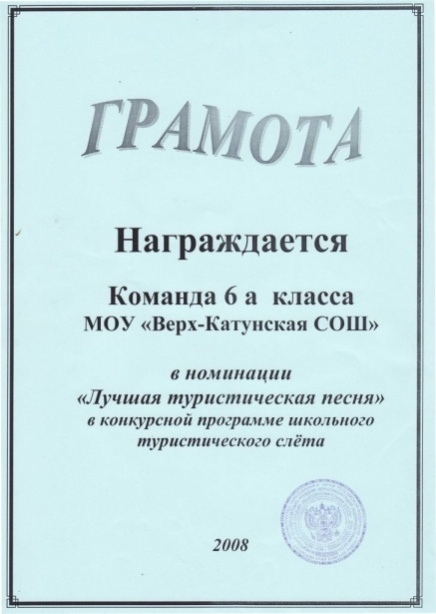 ГРАМОТА
Награждается
Команда 6 а класса
МОУ «Верх-Катунская СОШ»
в номинации
«Лучшая туристическая песня»
в конкурсной программе школьного
туристического слёта
2008